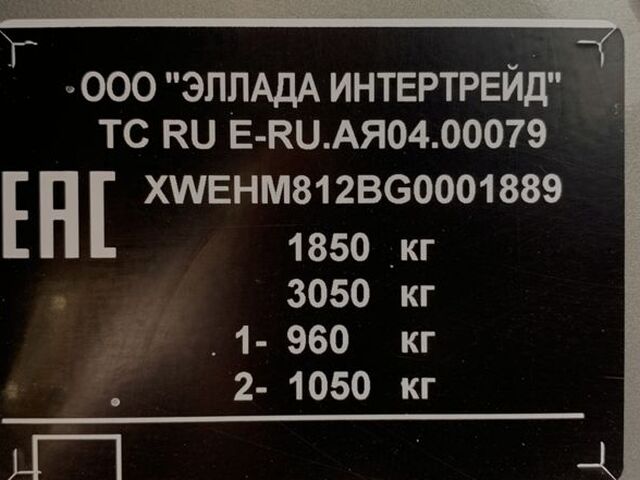 ООО "ЭЛЛАДА ИНТЕРТРЕЙД"
ТС RU E-RU.АЯ04.00079
EAC
XWEHM812BG0001889
1850 кг
3050 кг
1- 960 кг
2- 1050 кг